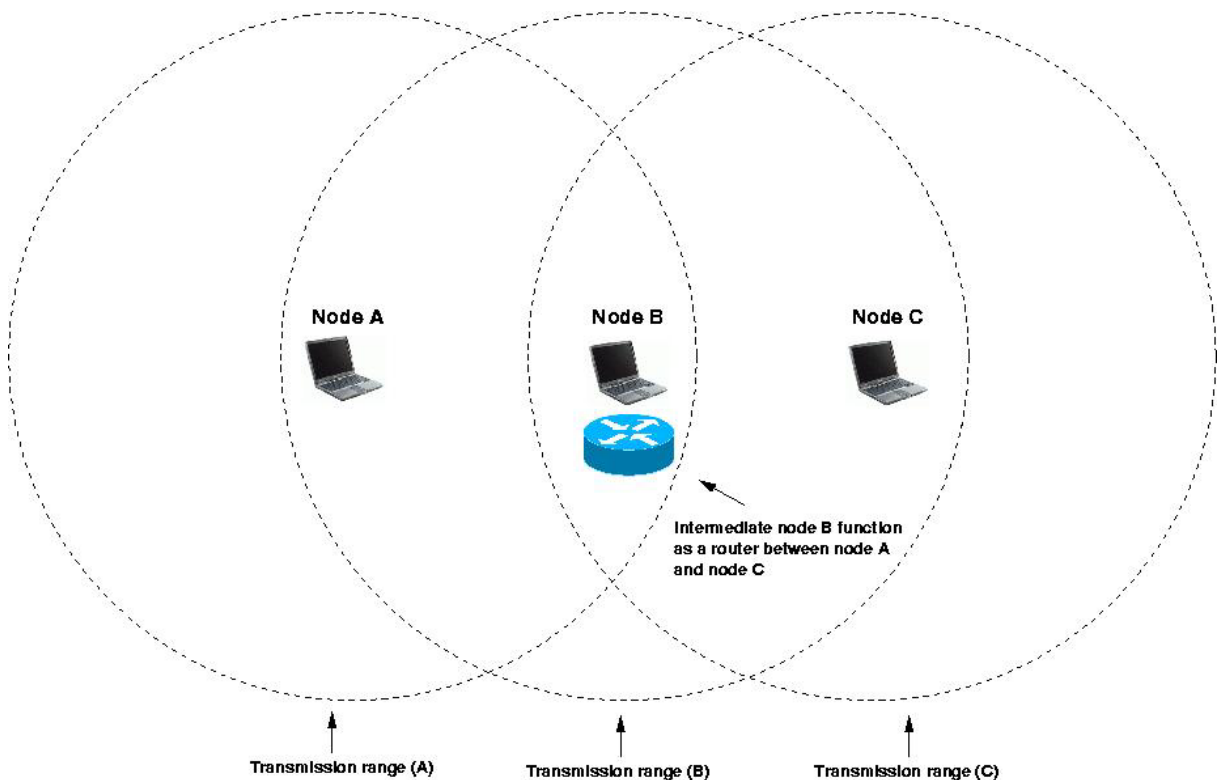 Node A
Node B
Node C
Intermediate node B function
as a router between node A
and node C
Transmission range (A)
Transmission range (B)
Transmission range (C)